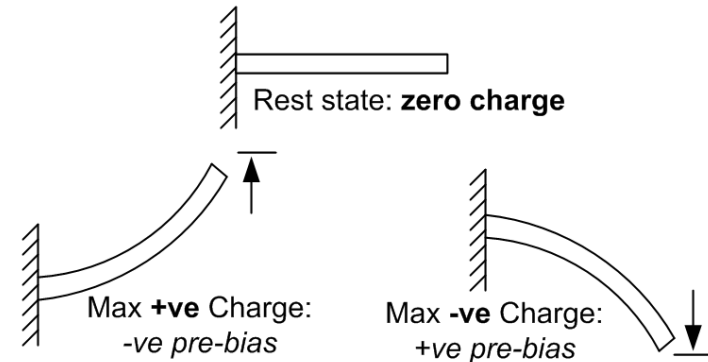 Rest state: zero charge
Max +ve Charge:
-ve pre-bias
Max -ve Charge:
+ve pre-bias